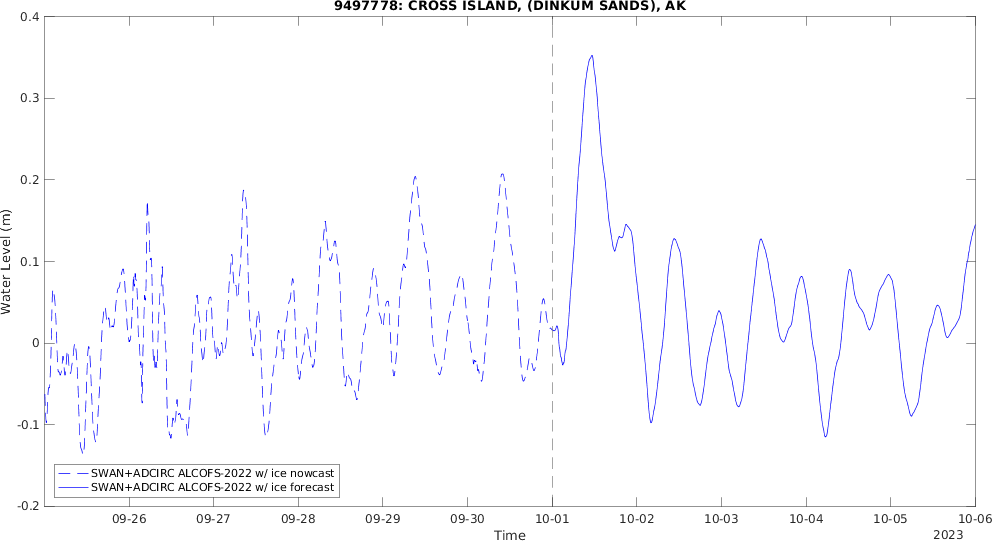 9497778: CROSS ISLAND, (DINKUM SANDS), AK
0.4
0.3
0.2
0.1
0
-0.1
-0.2
Water Level (m)
SWAN+ADCIRC ALCOFS-2022 w/ ice nowcast
SWAN+ADCIRC ALCOFS-2022 w/ ice forecast
09-26 09-27 09-28 09-29 09-30 10-01 10-02 10-03 10-04 10-05 10-06
Time
2023